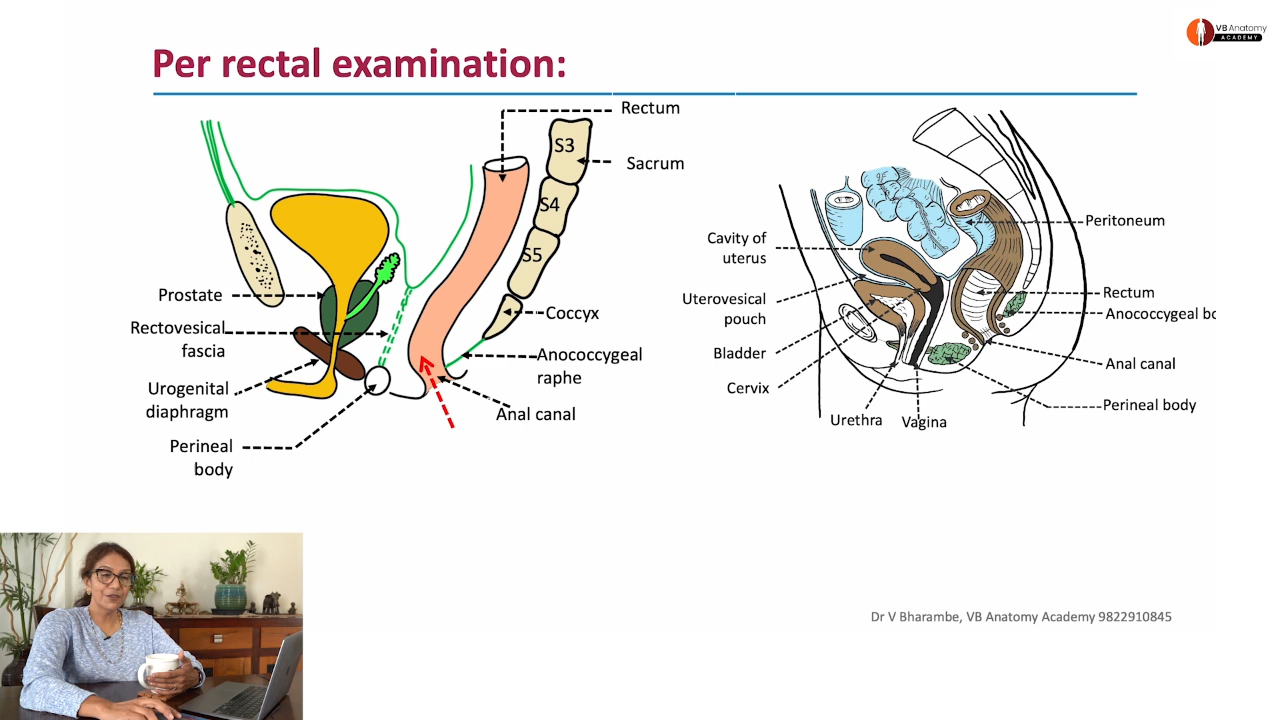 VB Anatomy
ACADEMY
Per rectal examination:
Rectum
S3
Sacrum
S4
S5
Prostate
Rectovesical
fascia
Urogenital
diaphragm
Perineal
body
Coccyx
Anococcygeal
raphe
Anal canal
Cavity of
uterus
Uterovesical
pouch
Bladder
Cervix
Urethra
Vagina
Peritoneum
Rectum
Anococcygeal bo
Anal canal
Perineal body
Dr V Bharambe, VB Anatomy Academy 9822910845